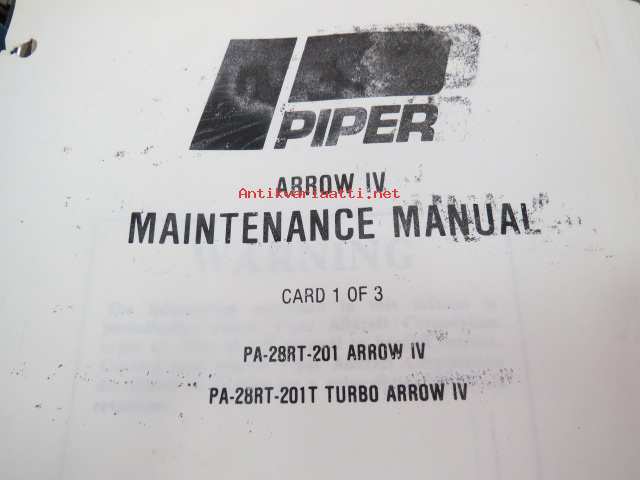 PIPER
ARROW IV
Antikvariaatti.net
MAINTENANCE MANUAL
WARNING
CARD 1 OF 3
PA-28RT-201 ARROW IV
PA-28RT-201T TURBO ARROW IV